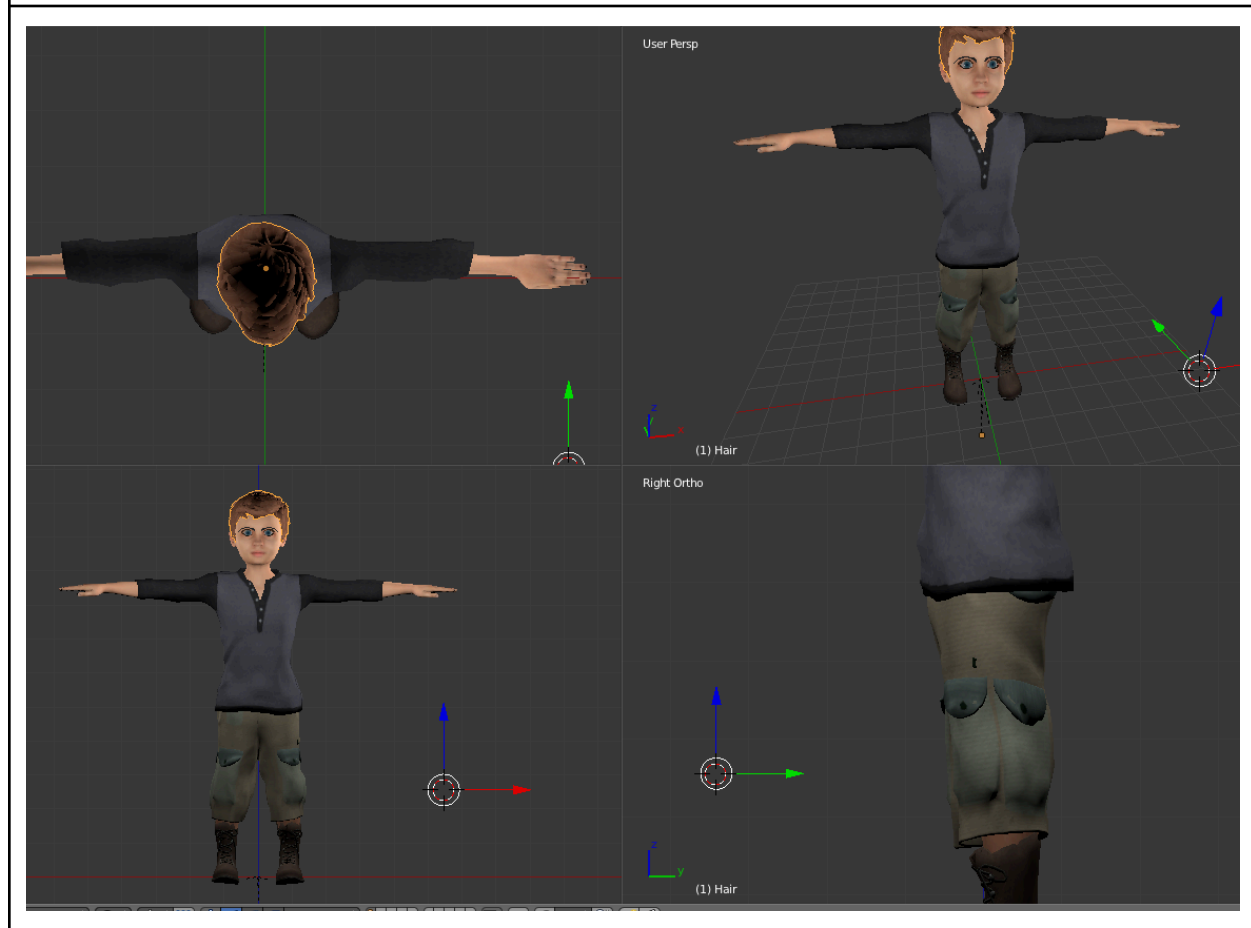 User Persp
z
x
(1) Hair
Right Ortho
z
y
(1) Hair